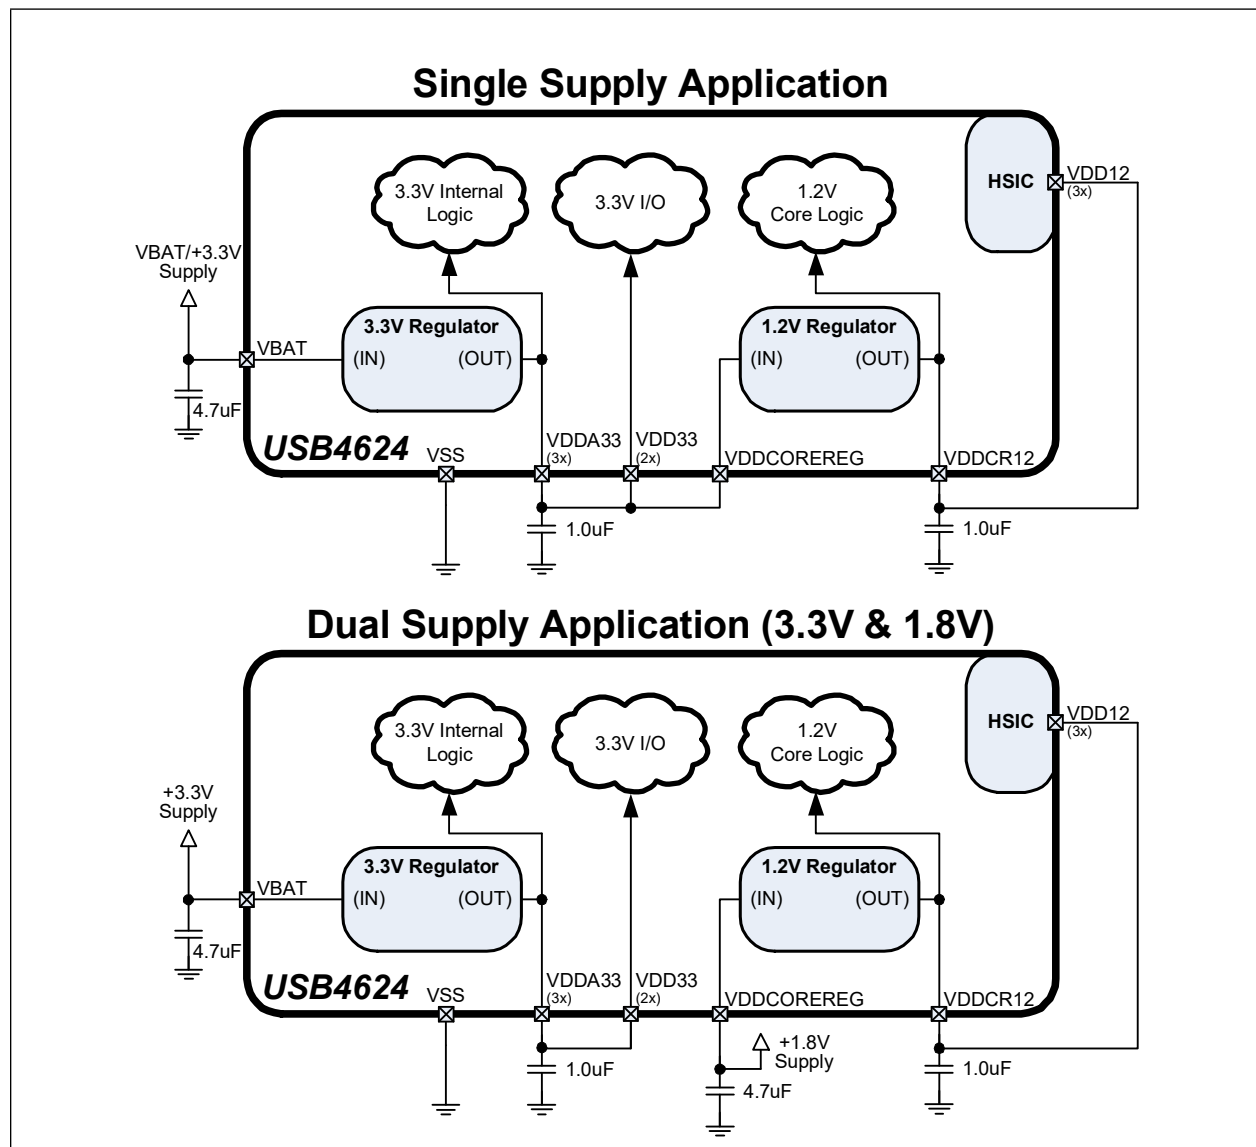 Single Supply Application
3.3V Internal
Logic
3.3V I/O
1.2V
Core Logic
HSIC
VDD12
(3x)
VBAT/+3.3V
Supply
VBAT
3.3V Regulator
(IN)
(OUT)
1.2V Regulator
(IN)
(OUT)
4.7uF
USB4624
VSS
VDDA33
(3x)
VDD33
(2x)
VDDCOREREG
VDDCR12
1.0uF
1.0uF
Dual Supply Application (3.3V & 1.8V)
3.3V Internal
Logic
3.3V I/O
1.2V
Core Logic
HSIC
VDD12
(3x)
+3.3V
Supply
VBAT
3.3V Regulator
(IN)
(OUT)
1.2V Regulator
(IN)
(OUT)
4.7uF
USB4624
VSS
VDDA33
(3x)
VDD33
(2x)
VDDCOREREG
VDDCR12
1.0uF
+1.8V
Supply
4.7uF
1.0uF